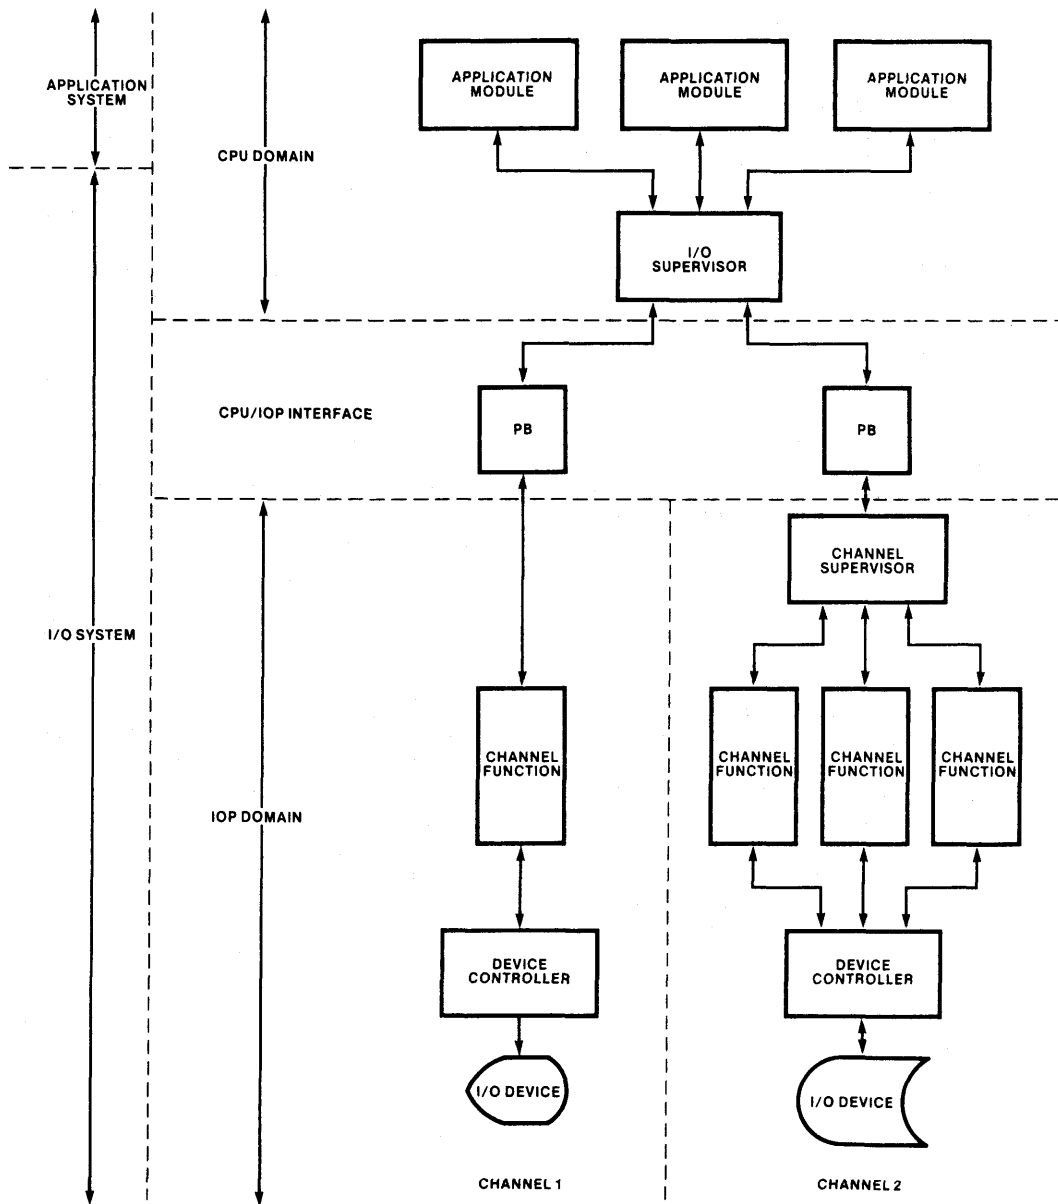 APPLICATION
SYSTEM
CPU DOMAIN
APPLICATION
MODULE
APPLICATION
MODULE
APPLICATION
MODULE
I/O
SUPERVISOR
CPU/IOP INTERFACE
PB
PB
CHANNEL
SUPERVISOR
I/O SYSTEM
IOP DOMAIN
CHANNEL
FUNCTION
CHANNEL
FUNCTION
CHANNEL
FUNCTION
CHANNEL
FUNCTION
DEVICE
CONTROLLER
DEVICE
CONTROLLER
I/O DEVICE
I/O DEVICE
CHANNEL 1
CHANNEL 2